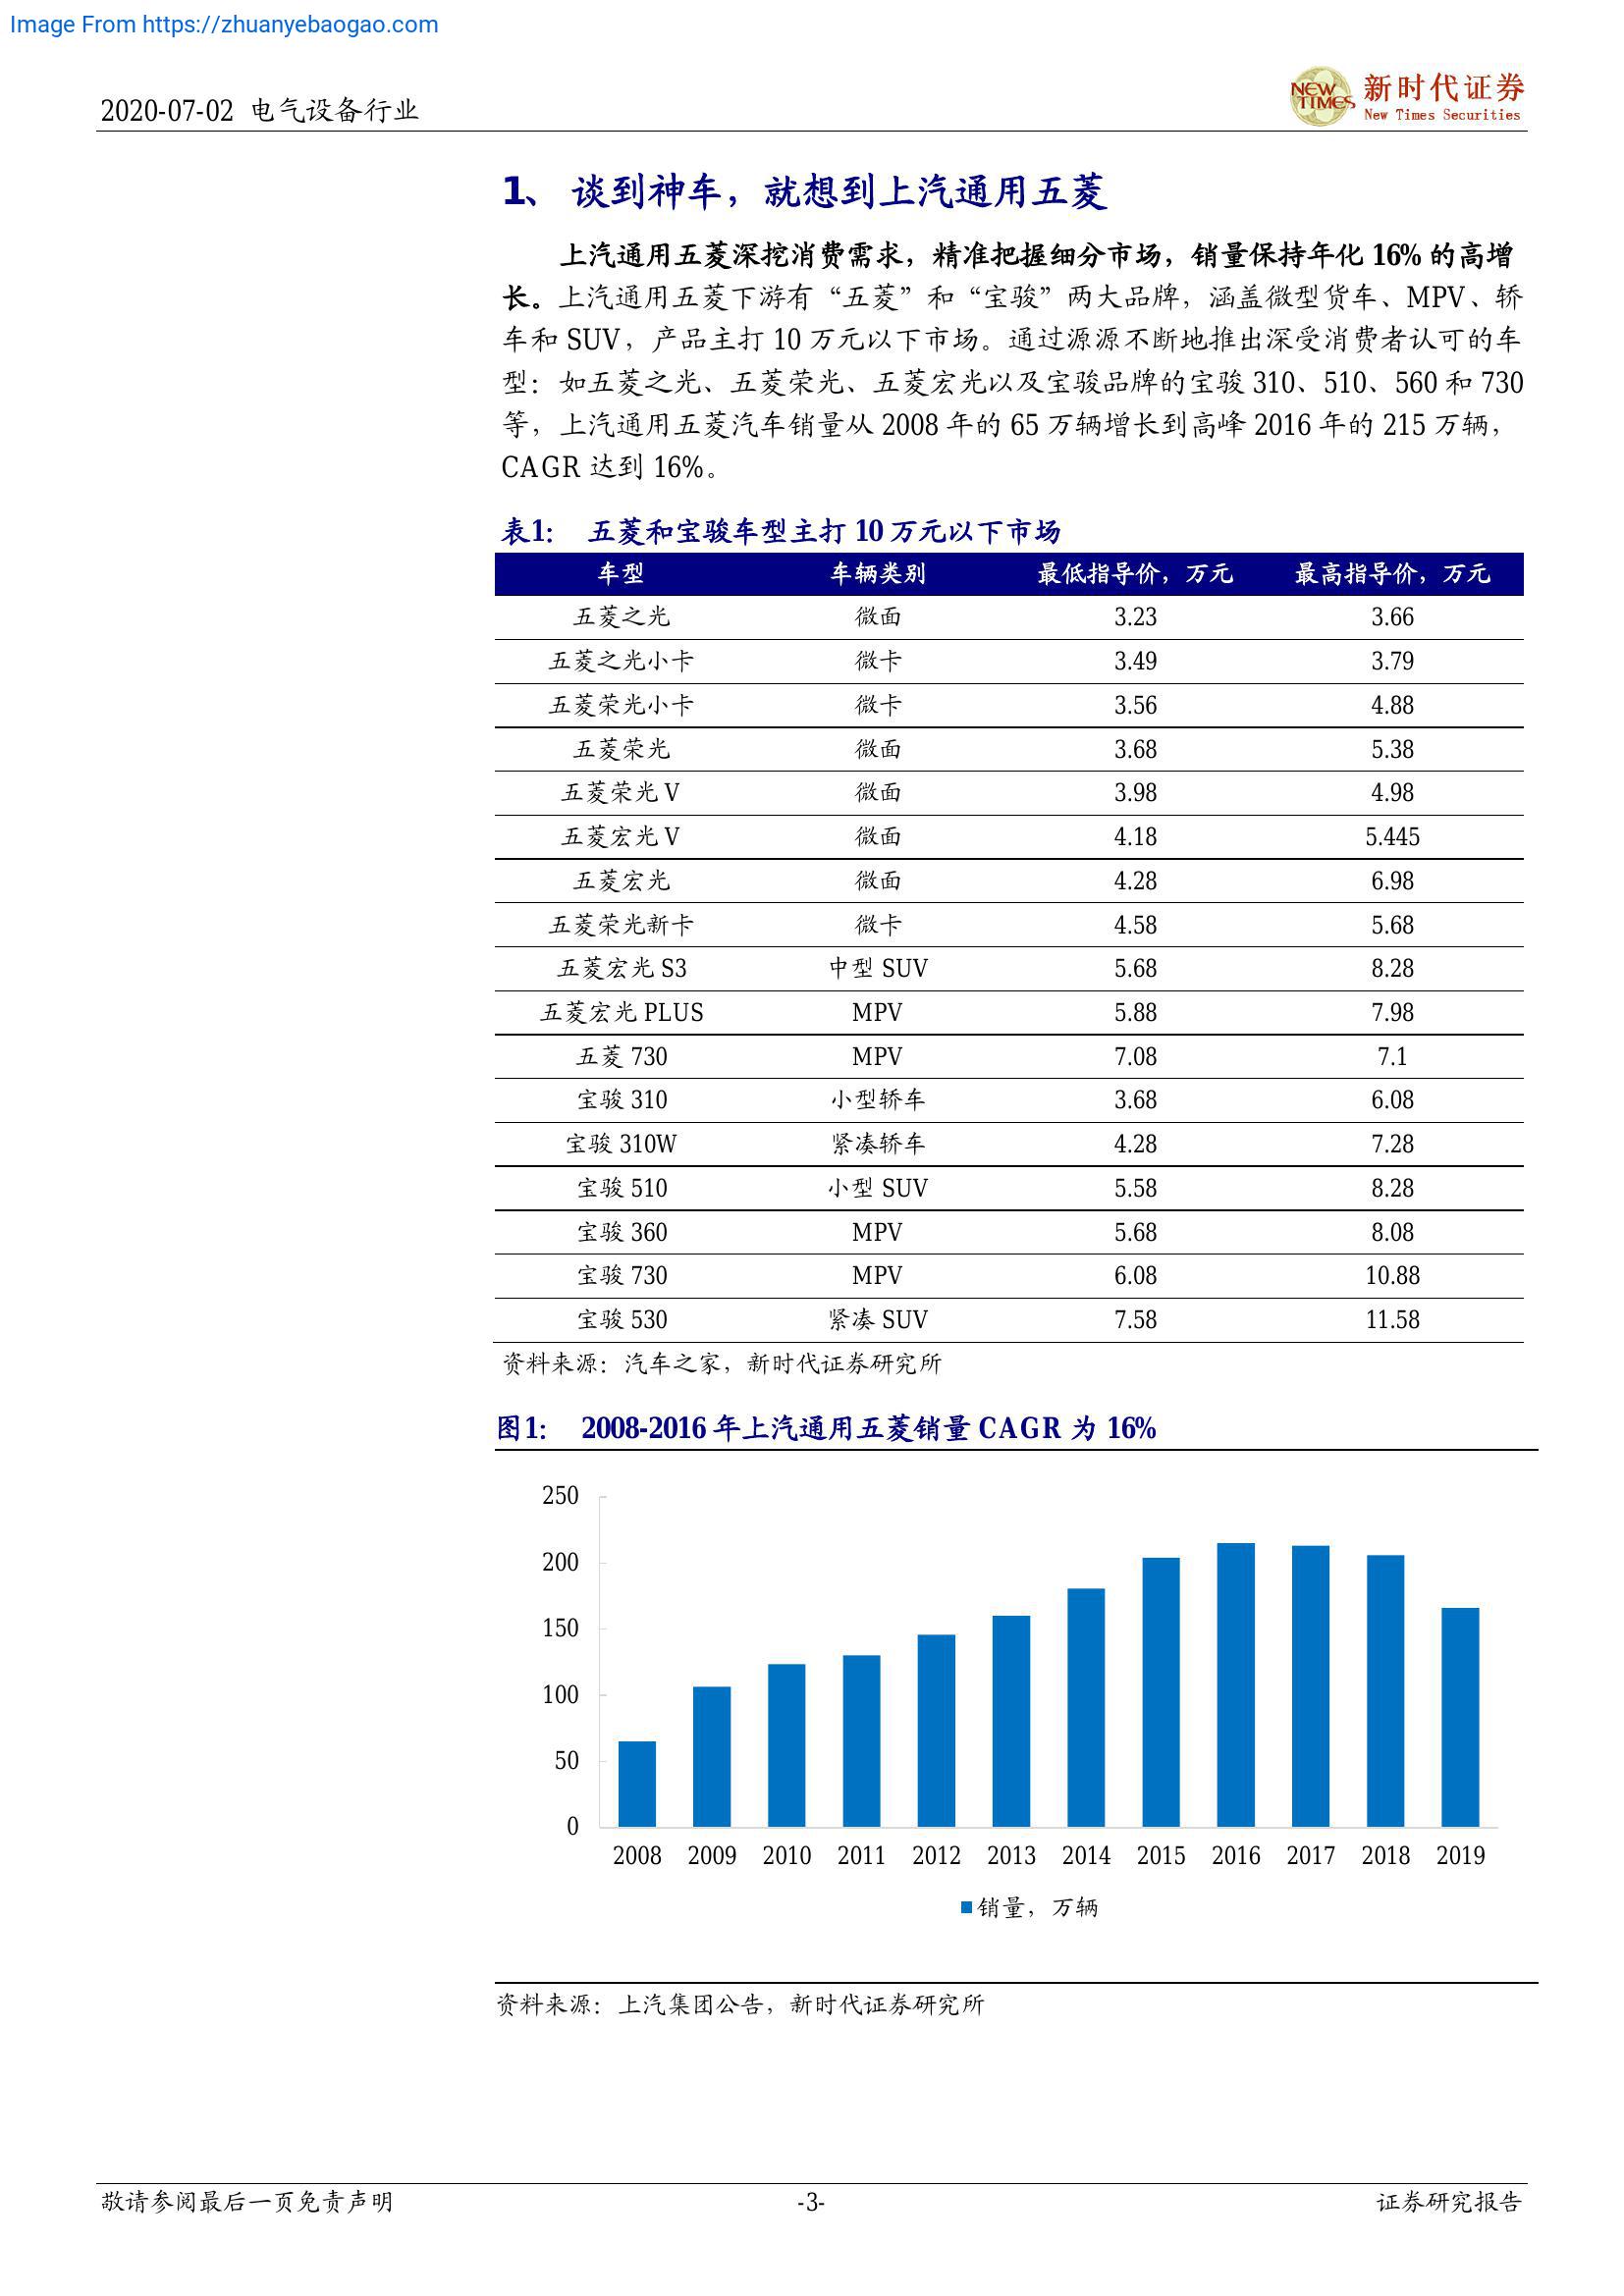 Image From https://zhuanyebaogao.com
2020-07-02 电气设备行业
NEW TIMES 新时代证券
New Times Securities
1、 谈到神车，就想到上汽通用五菱
上汽通用五菱深挖消费需求，精准把握细分市场，销量保持年化 16% 的高增
长。上汽通用五菱下游有“五菱”和“宝骏”两大品牌，涵盖微型货车、MPV、轿
车和 SUV，产品主打 10 万元以下市场。通过源源不断地推出深受消费者认可的车
型：如五菱之光、五菱荣光、五菱宏光以及宝骏品牌的宝骏 310、510、560 和 730
等，上汽通用五菱汽车销量从 2008 年的 65 万辆增长到高峰 2016 年的 215 万辆，
CAGR 达到 16%。
表1： 五菱和宝骏车型主打 10 万元以下市场
车型 车辆类别 最低指导价，万元 最高指导价，万元
五菱之光 微面 3.23 3.66
五菱之光小卡 微卡 3.49 3.79
五菱荣光小卡 微卡 3.56 4.88
五菱荣光 微面 3.68 5.38
五菱荣光 V 微面 3.98 4.98
五菱宏光 V 微面 4.18 5.445
五菱宏光 微面 4.28 6.98
五菱荣光新卡 微卡 4.58 5.68
五菱宏光 S3 中型 SUV 5.68 8.28
五菱宏光 PLUS MPV 5.88 7.98
五菱 730 MPV 7.08 7.1
宝骏 310 小型轿车 3.68 6.08
宝骏 310W 紧凑轿车 4.28 7.28
宝骏 510 小型 SUV 5.58 8.28
宝骏 360 MPV 5.68 8.08
宝骏 730 MPV 6.08 10.88
宝骏 530 紧凑 SUV 7.58 11.58
资料来源：汽车之家，新时代证券研究所
图1： 2008-2016 年上汽通用五菱销量 CAGR 为 16%
250
200
150
100
50
0
2008 2009 2010 2011 2012 2013 2014 2015 2016 2017 2018 2019
销量，万辆
资料来源：上汽集团公告，新时代证券研究所
敬请参阅最后一页免责声明 -3- 证券研究报告